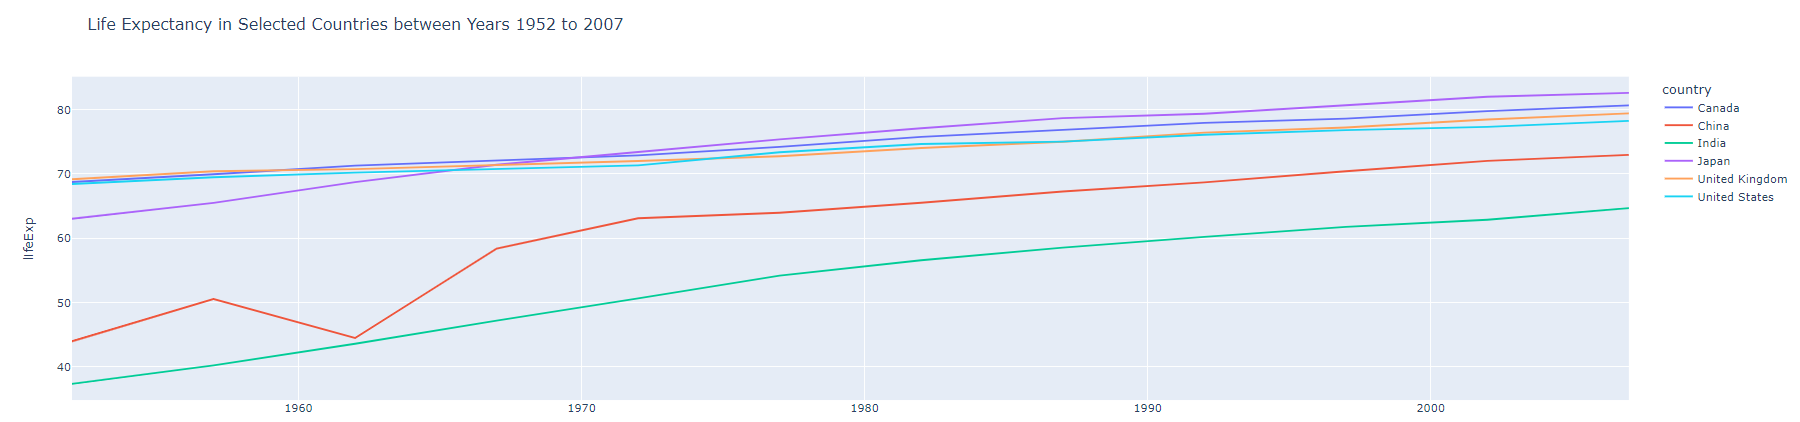 Life Expectancy in Selected Countries between Years 1952 to 2007
80
70
60
50
40
lifeExp
1960
1970
1980
1990
2000
country
Canada
China
India
Japan
United Kingdom
United States